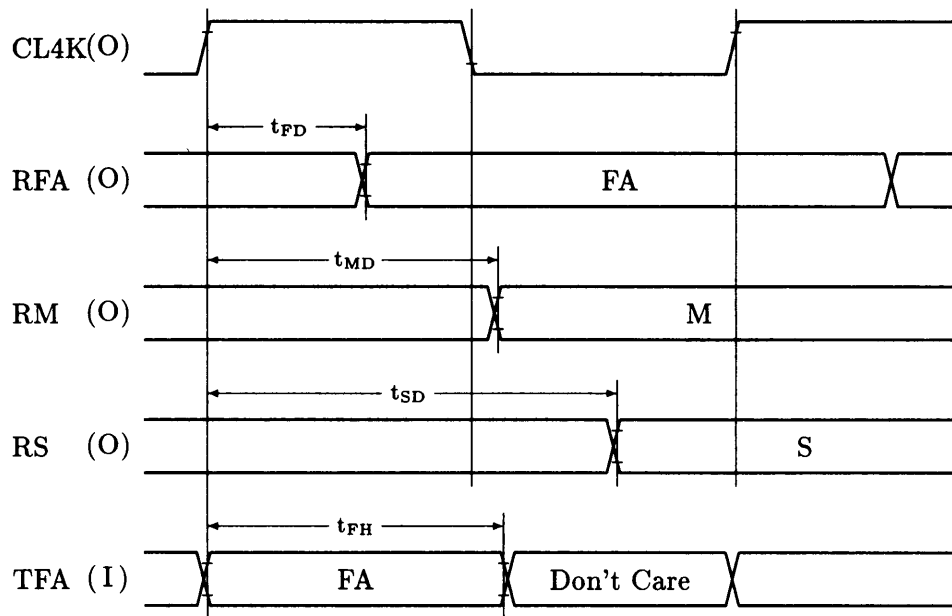 CL4K(O)
t_FD
RFA (O)
FA
t_MD
RM (O)
M
t_SD
RS (O)
S
t_FH
TFA (I)
FA
Don't Care